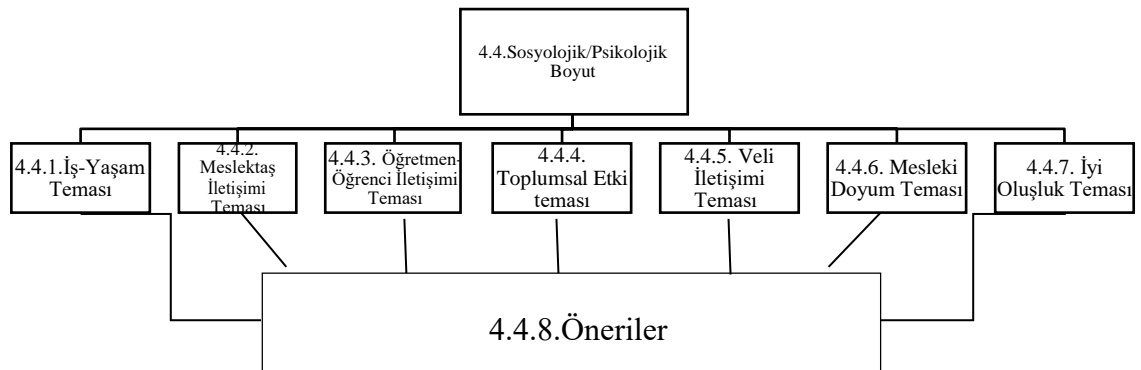 4.4.Sosyolojik/Psikolojik
Boyut
4.4.1.İş-Yaşam
Teması
4.4.2.
Meslektaş
İletişimi
Teması
4.4.3. Öğretmen-
Öğrenci İletişimi
Teması
4.4.4.
Toplumsal Etki
teması
4.4.5. Veli
İletişimi
Teması
4.4.6. Mesleki
Doyum Teması
4.4.7. İyi
Oluşluk Teması
4.4.8.Öneriler